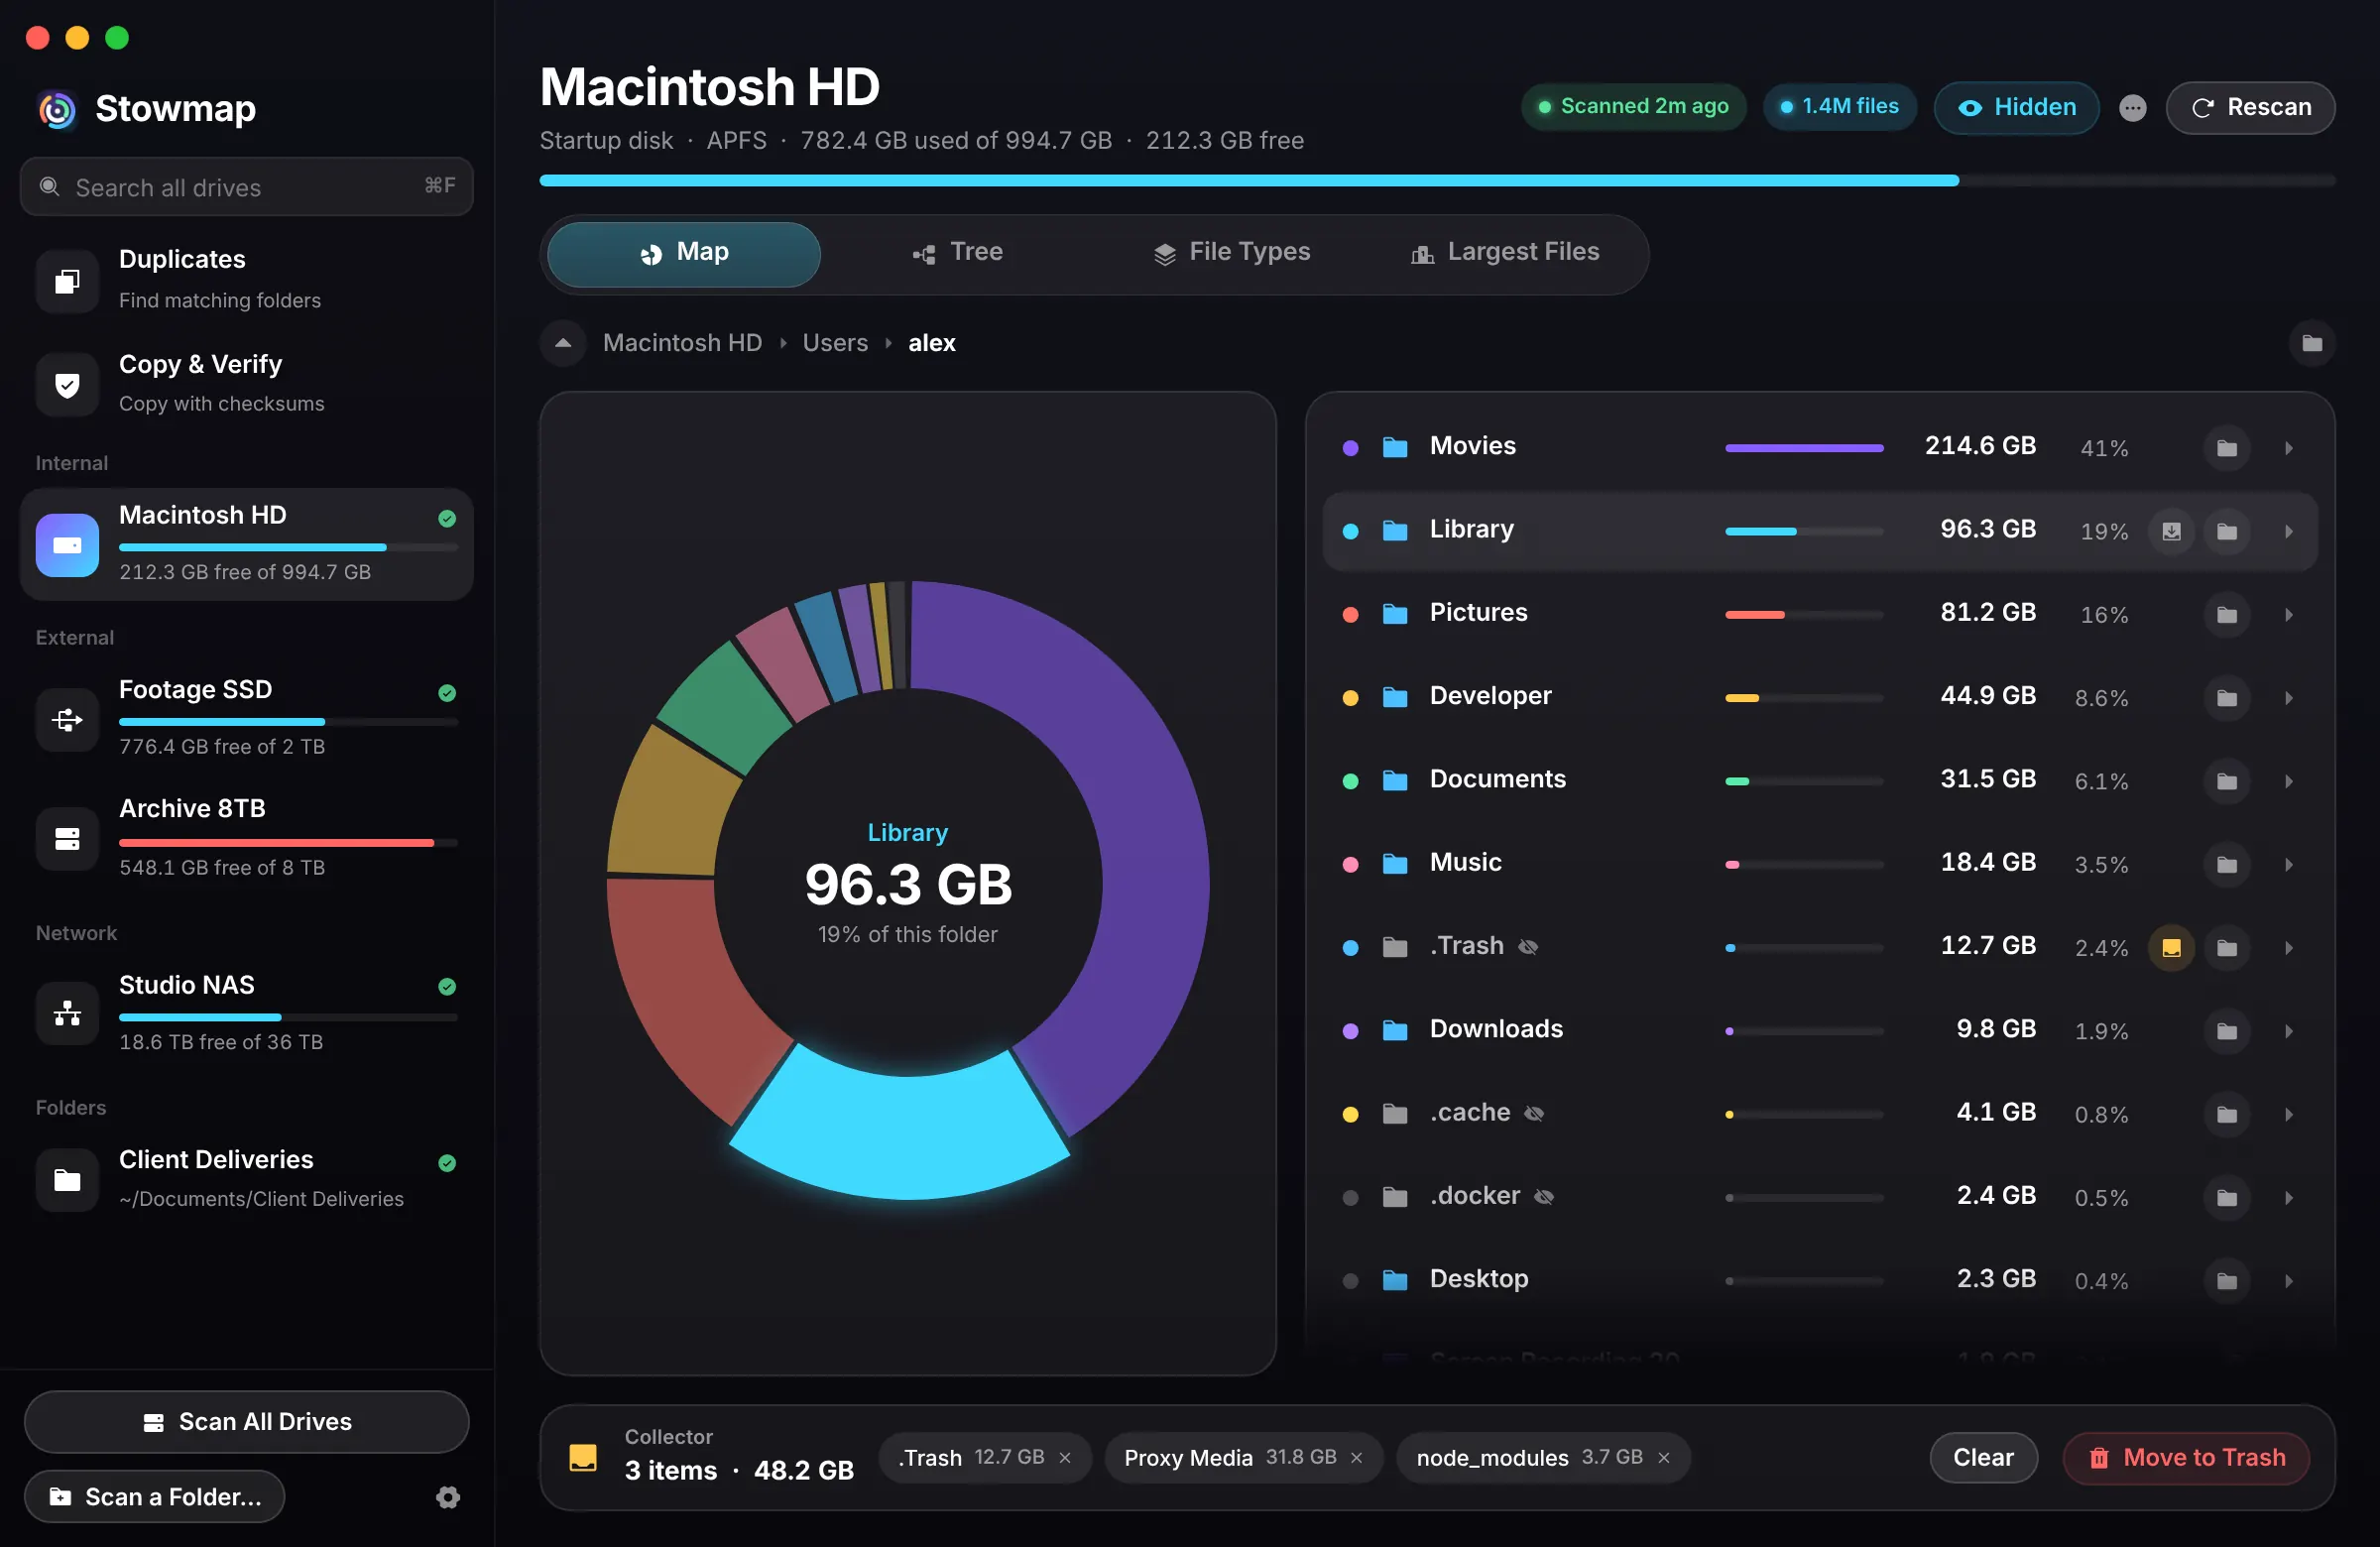 Stowmap
Search all drives ⌘F
Duplicates
Find matching folders
Copy & Verify
Copy with checksums
Internal
Macintosh HD
212.3 GB free of 994.7 GB
External
Footage SSD
776.4 GB free of 2 TB
Archive 8TB
548.1 GB free of 8 TB
Network
Studio NAS
18.6 TB free of 36 TB
Folders
Client Deliveries
~/Documents/Client Deliveries
Scan All Drives
Scan a Folder...
Macintosh HD
Startup disk · APFS · 782.4 GB used of 994.7 GB · 212.3 GB free
Scanned 2m ago
1.4M files
Hidden
Rescan
Map
Tree
File Types
Largest Files
Macintosh HD Users alex
Library
96.3 GB
19% of this folder
Movies 214.6 GB 41%
Library 96.3 GB 19%
Pictures 81.2 GB 16%
Developer 44.9 GB 8.6%
Documents 31.5 GB 6.1%
Music 18.4 GB 3.5%
.Trash 12.7 GB 2.4%
Downloads 9.8 GB 1.9%
.cache 4.1 GB 0.8%
.docker 2.4 GB 0.5%
Desktop 2.3 GB 0.4%
Screen Recording 20
Collector
3 items · 48.2 GB
.Trash 12.7 GB ×
Proxy Media 31.8 GB ×
node_modules 3.7 GB ×
Clear
Move to Trash